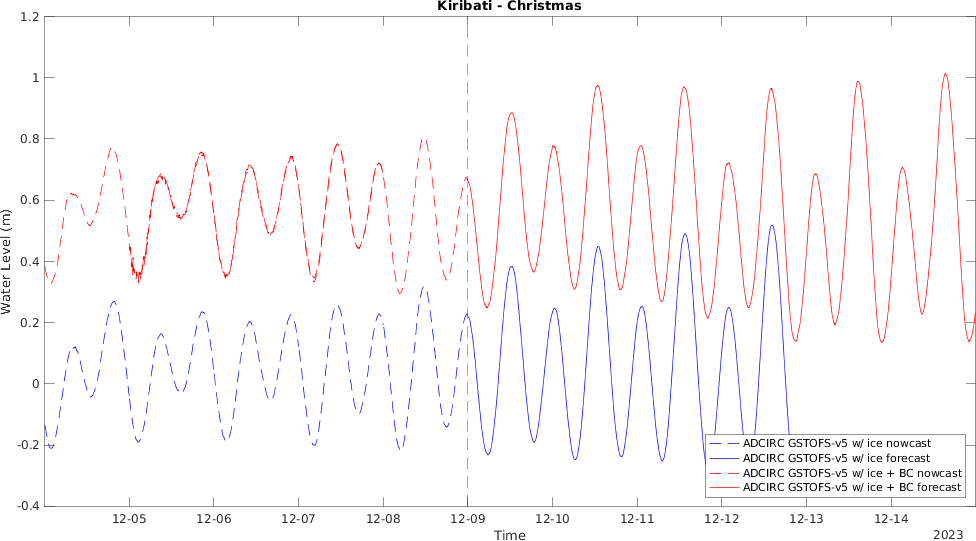 Kiribati - Christmas
1.2
1
0.8
0.6
0.4
0.2
0
-0.2
-0.4
Water Level (m)
ADCIRC GSTOFS-v5 w/ ice nowcast
ADCIRC GSTOFS-v5 w/ ice forecast
ADCIRC GSTOFS-v5 w/ ice + BC nowcast
ADCIRC GSTOFS-v5 w/ ice + BC forecast
12-05 12-06 12-07 12-08 12-09 12-10 12-11 12-12 12-13 12-14
Time
2023